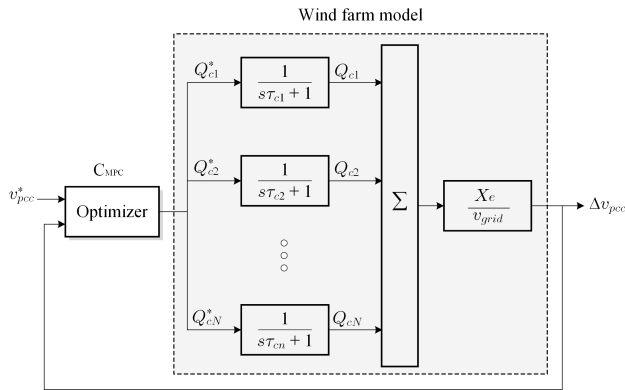 Wind farm model
C_MPC
v*_pcc
Optimizer
Q*_c1
1
sτ_c1 + 1
Q_c1
Q*_c2
1
sτ_c2 + 1
Q_c2
Q*_cN
1
sτ_cn + 1
Q_cN
Σ
X_e
v_grid
Δv_pcc